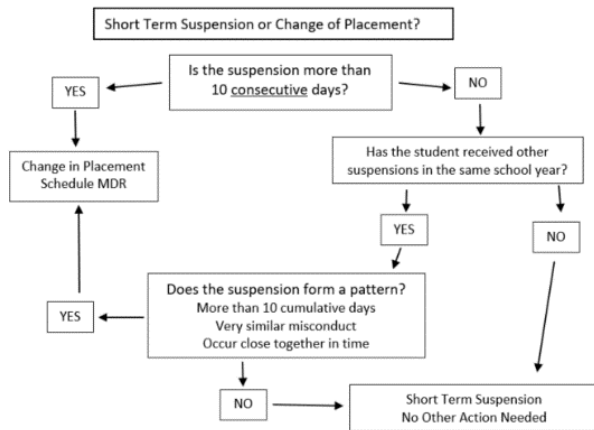 Short Term Suspension or Change of Placement?
Is the suspension more than
10 consecutive days?
YES
NO
Change in Placement
Schedule MDR
Has the student received other
suspensions in the same school year?
YES
NO
Does the suspension form a pattern?
More than 10 cumulative days
Very similar misconduct
Occur close together in time
YES
NO
Short Term Suspension
No Other Action Needed